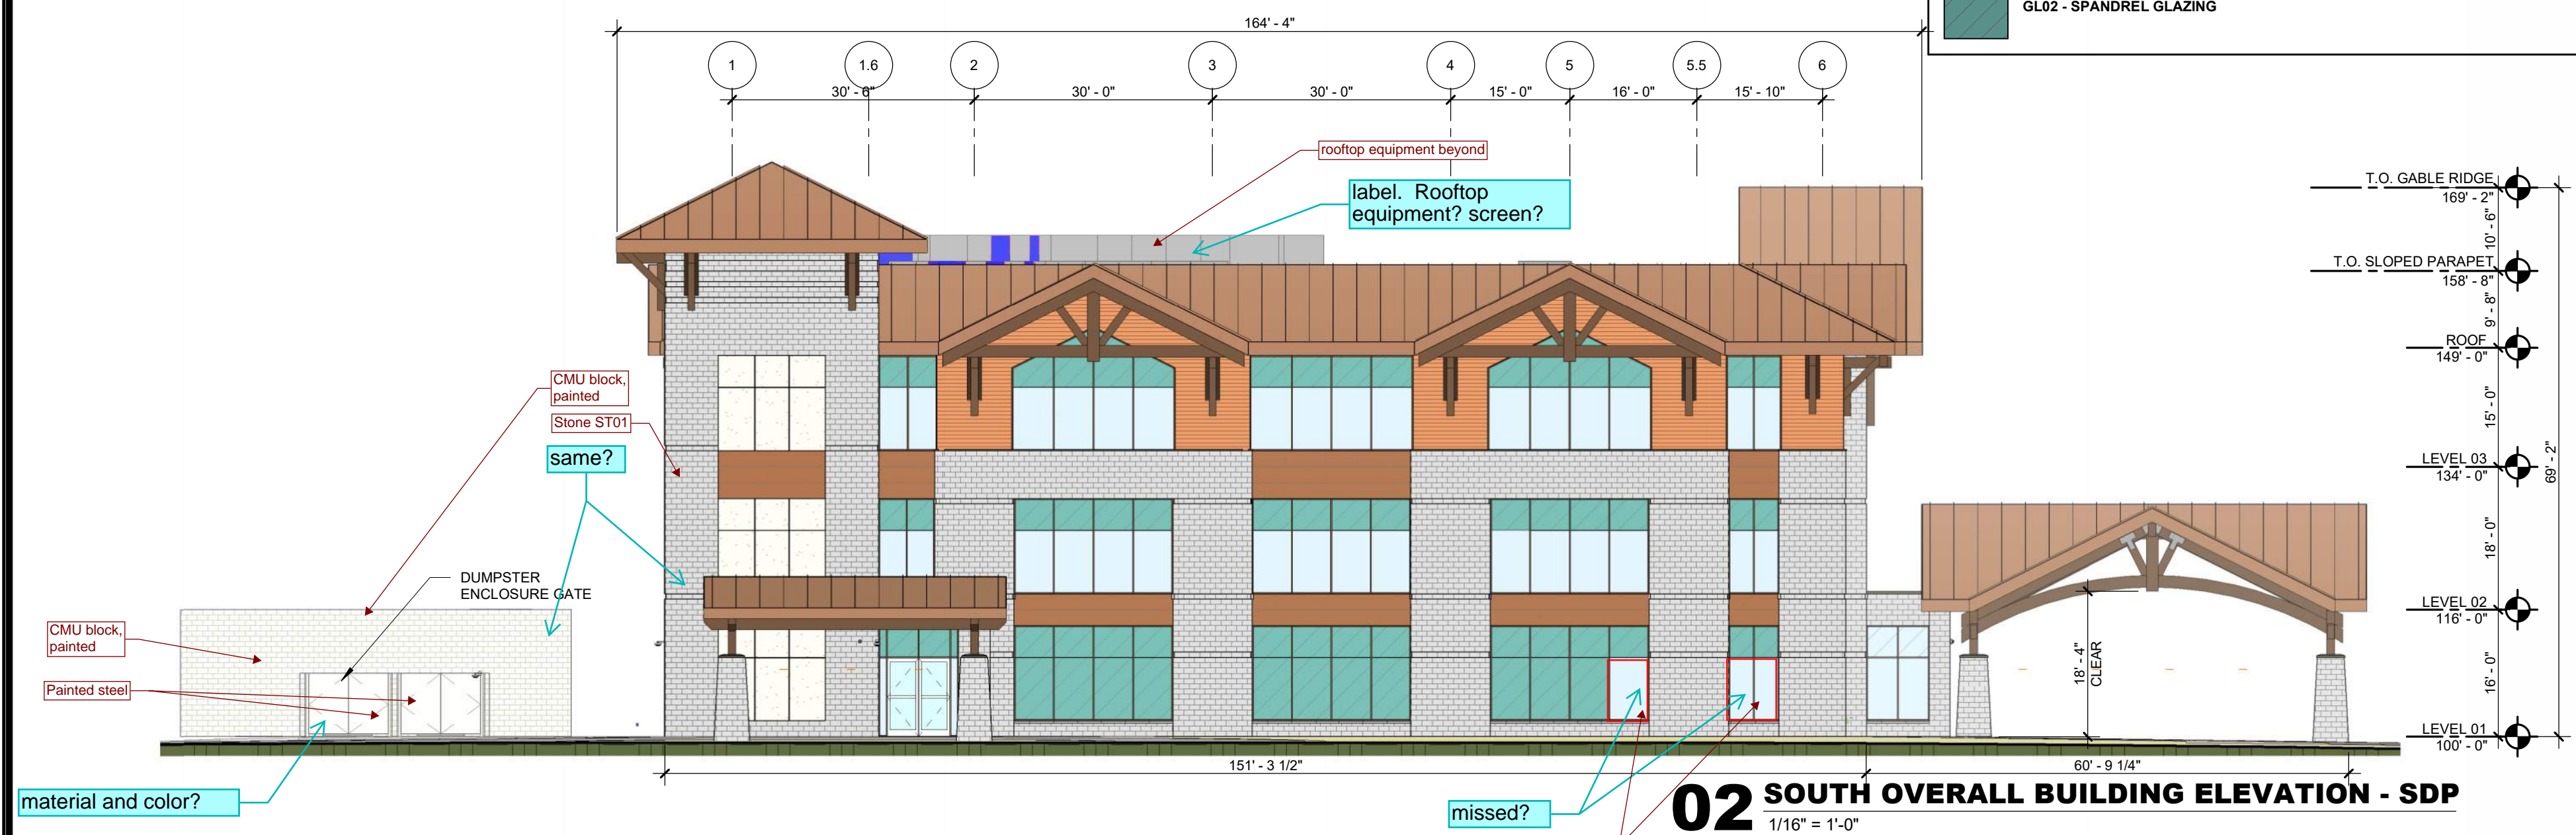 GL02 - SPANDREL GLAZING
164' - 4"
1
1.6
2
3
4
5
5.5
6
30' - 6"
30' - 0"
30' - 0"
15' - 0"
16' - 0"
15' - 10"
rooftop equipment beyond
label. Rooftop
equipment? screen?
T.O. GABLE RIDGE
169' - 2"
10' - 6"
T.O. SLOPED PARAPET
158' - 8"
9' - 8"
ROOF
149' - 0"
15' - 0"
LEVEL 03
134' - 0"
69' - 2"
18' - 0"
LEVEL 02
116' - 0"
16' - 0"
LEVEL 01
100' - 0"
CMU block,
painted
Stone ST01
same?
DUMPSTER
ENCLOSURE GATE
CMU block,
painted
Painted steel
18' - 4"
CLEAR
151' - 3 1/2"
60' - 9 1/4"
material and color?
missed?
02 SOUTH OVERALL BUILDING ELEVATION - SDP
1/16" = 1'-0"